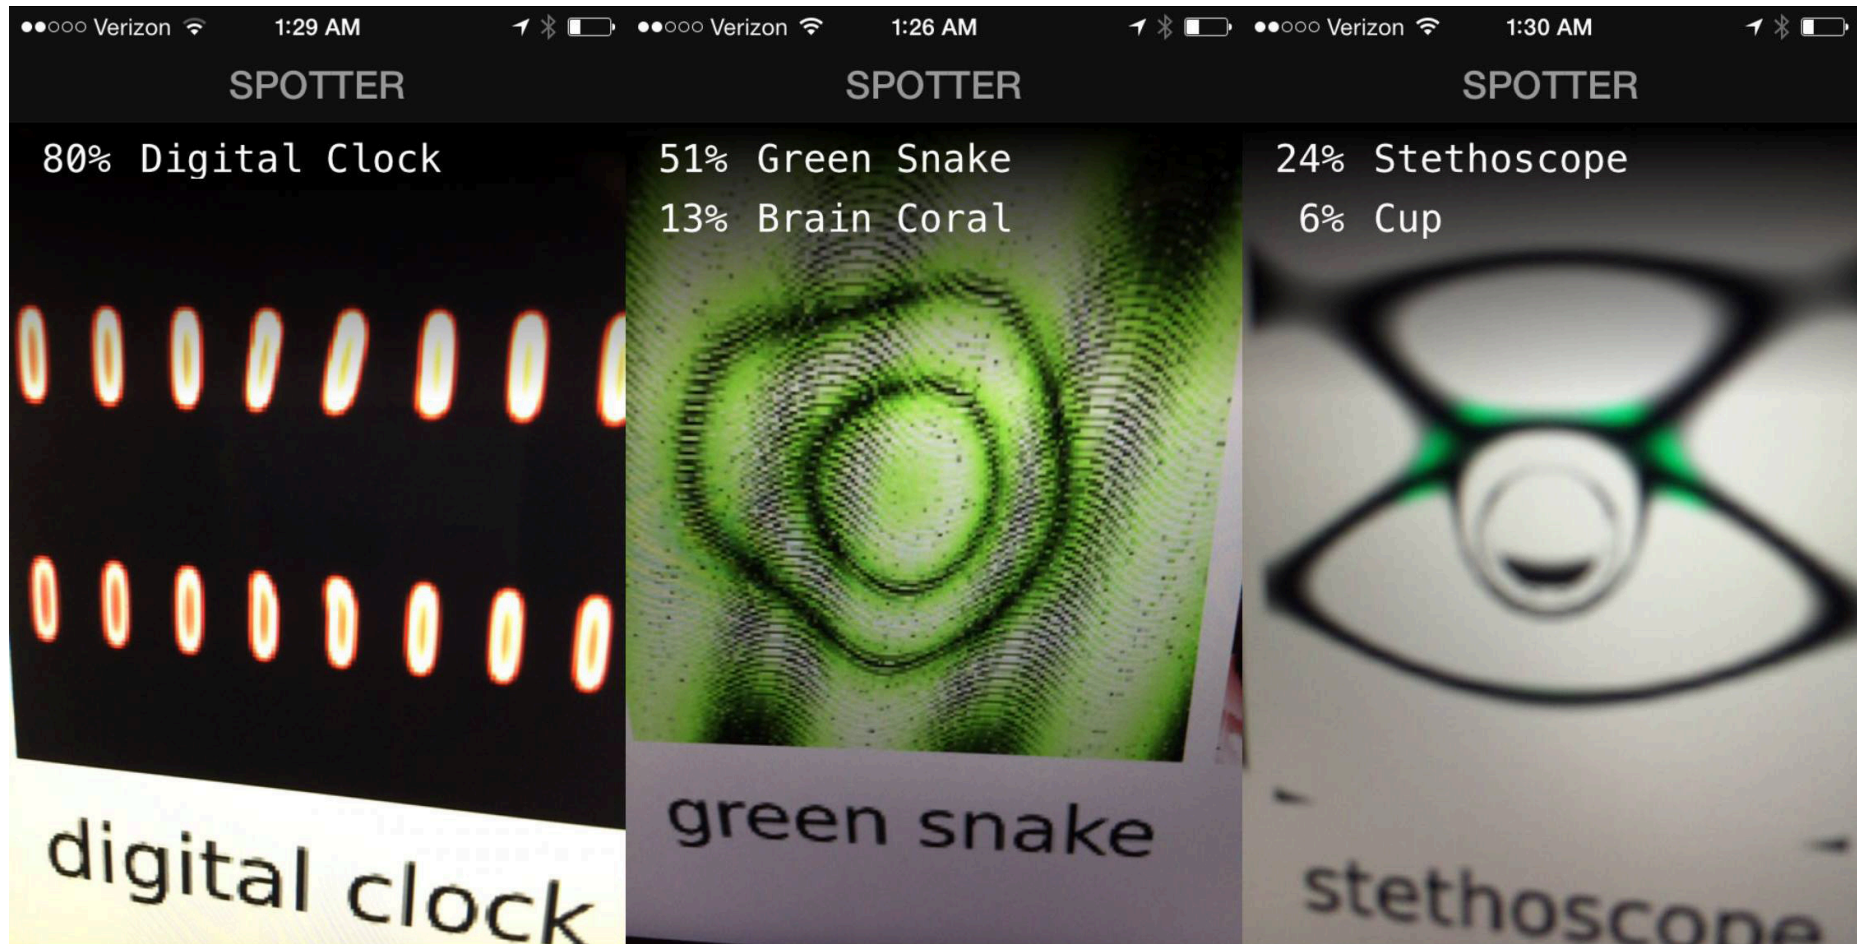 ●●○○○ Verizon 1:29 AM
SPOTTER
80% Digital Clock
digital clock
●●○○○ Verizon 1:26 AM
SPOTTER
51% Green Snake
13% Brain Coral
green snake
●●○○○ Verizon 1:30 AM
SPOTTER
24% Stethoscope
6% Cup
stethoscope